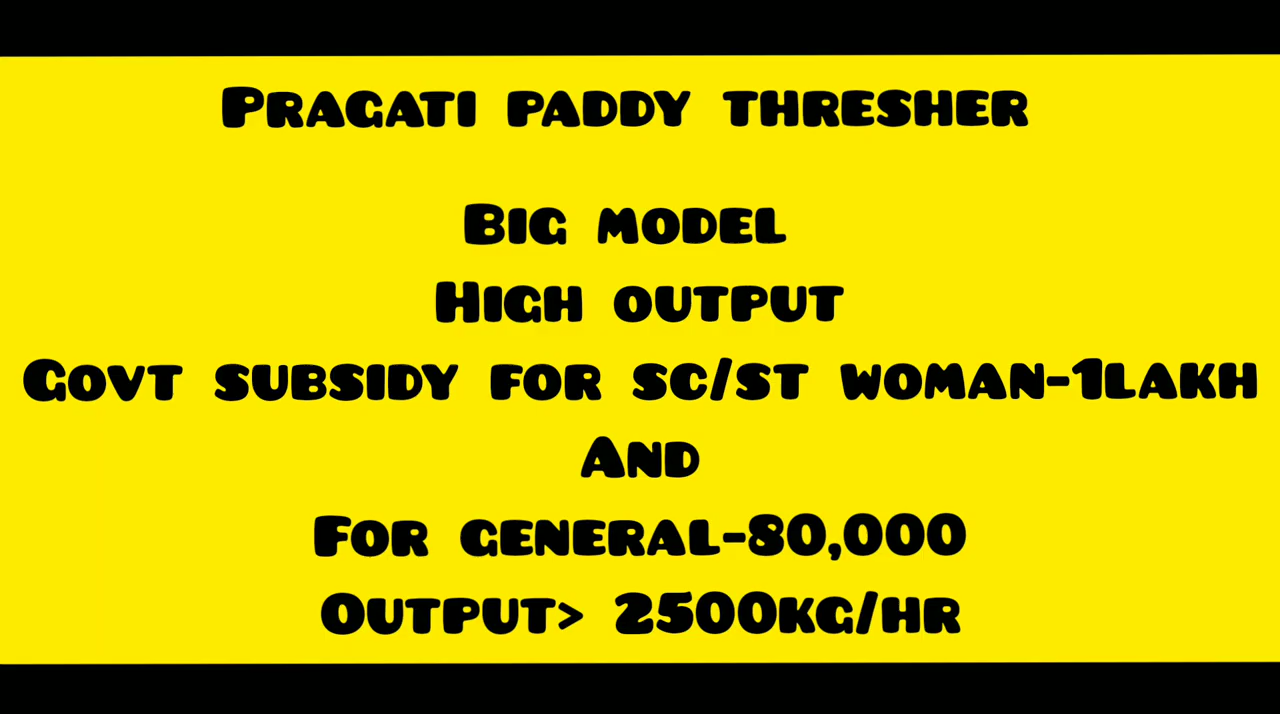 Pragati paddy thresher
Big model
High output
Govt subsidy for sc/st woman-1lakh
And
For general-80,000
Output> 2500kg/hr